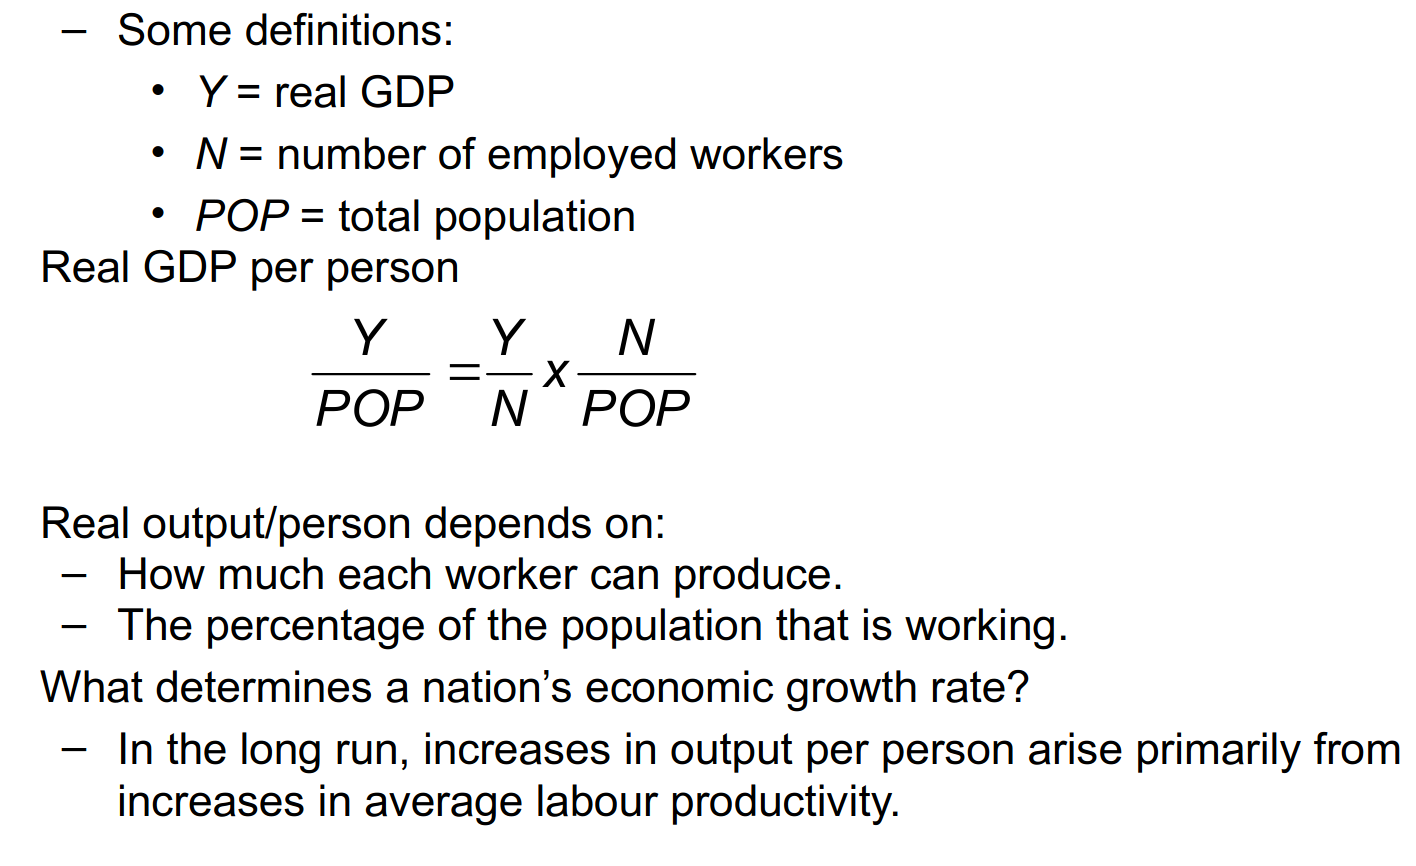 – Some definitions:
• Y = real GDP
• N = number of employed workers
• POP = total population
Real GDP per person
Y/POP = Y/N x N/POP
Real output/person depends on:
– How much each worker can produce.
– The percentage of the population that is working.
What determines a nation’s economic growth rate?
– In the long run, increases in output per person arise primarily from
increases in average labour productivity.